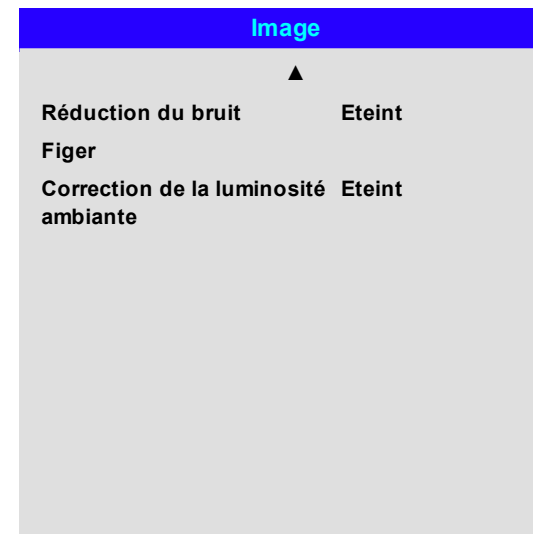 Image
▲
Réduction du bruit Eteint
Figer
Correction de la luminosité Eteint
ambiante